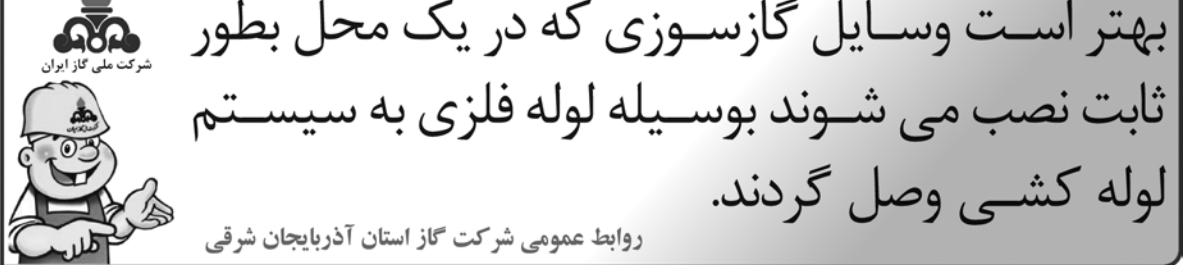 بهتر است وسایل گازسوزی که در یک محل بطور
ثابت نصب می شوند بوسیله لوله فلزی به سیستم
لوله کشی وصل گردند.
روابط عمومی شرکت گاز استان آذربایجان شرقی
شرکت ملی گاز ایران